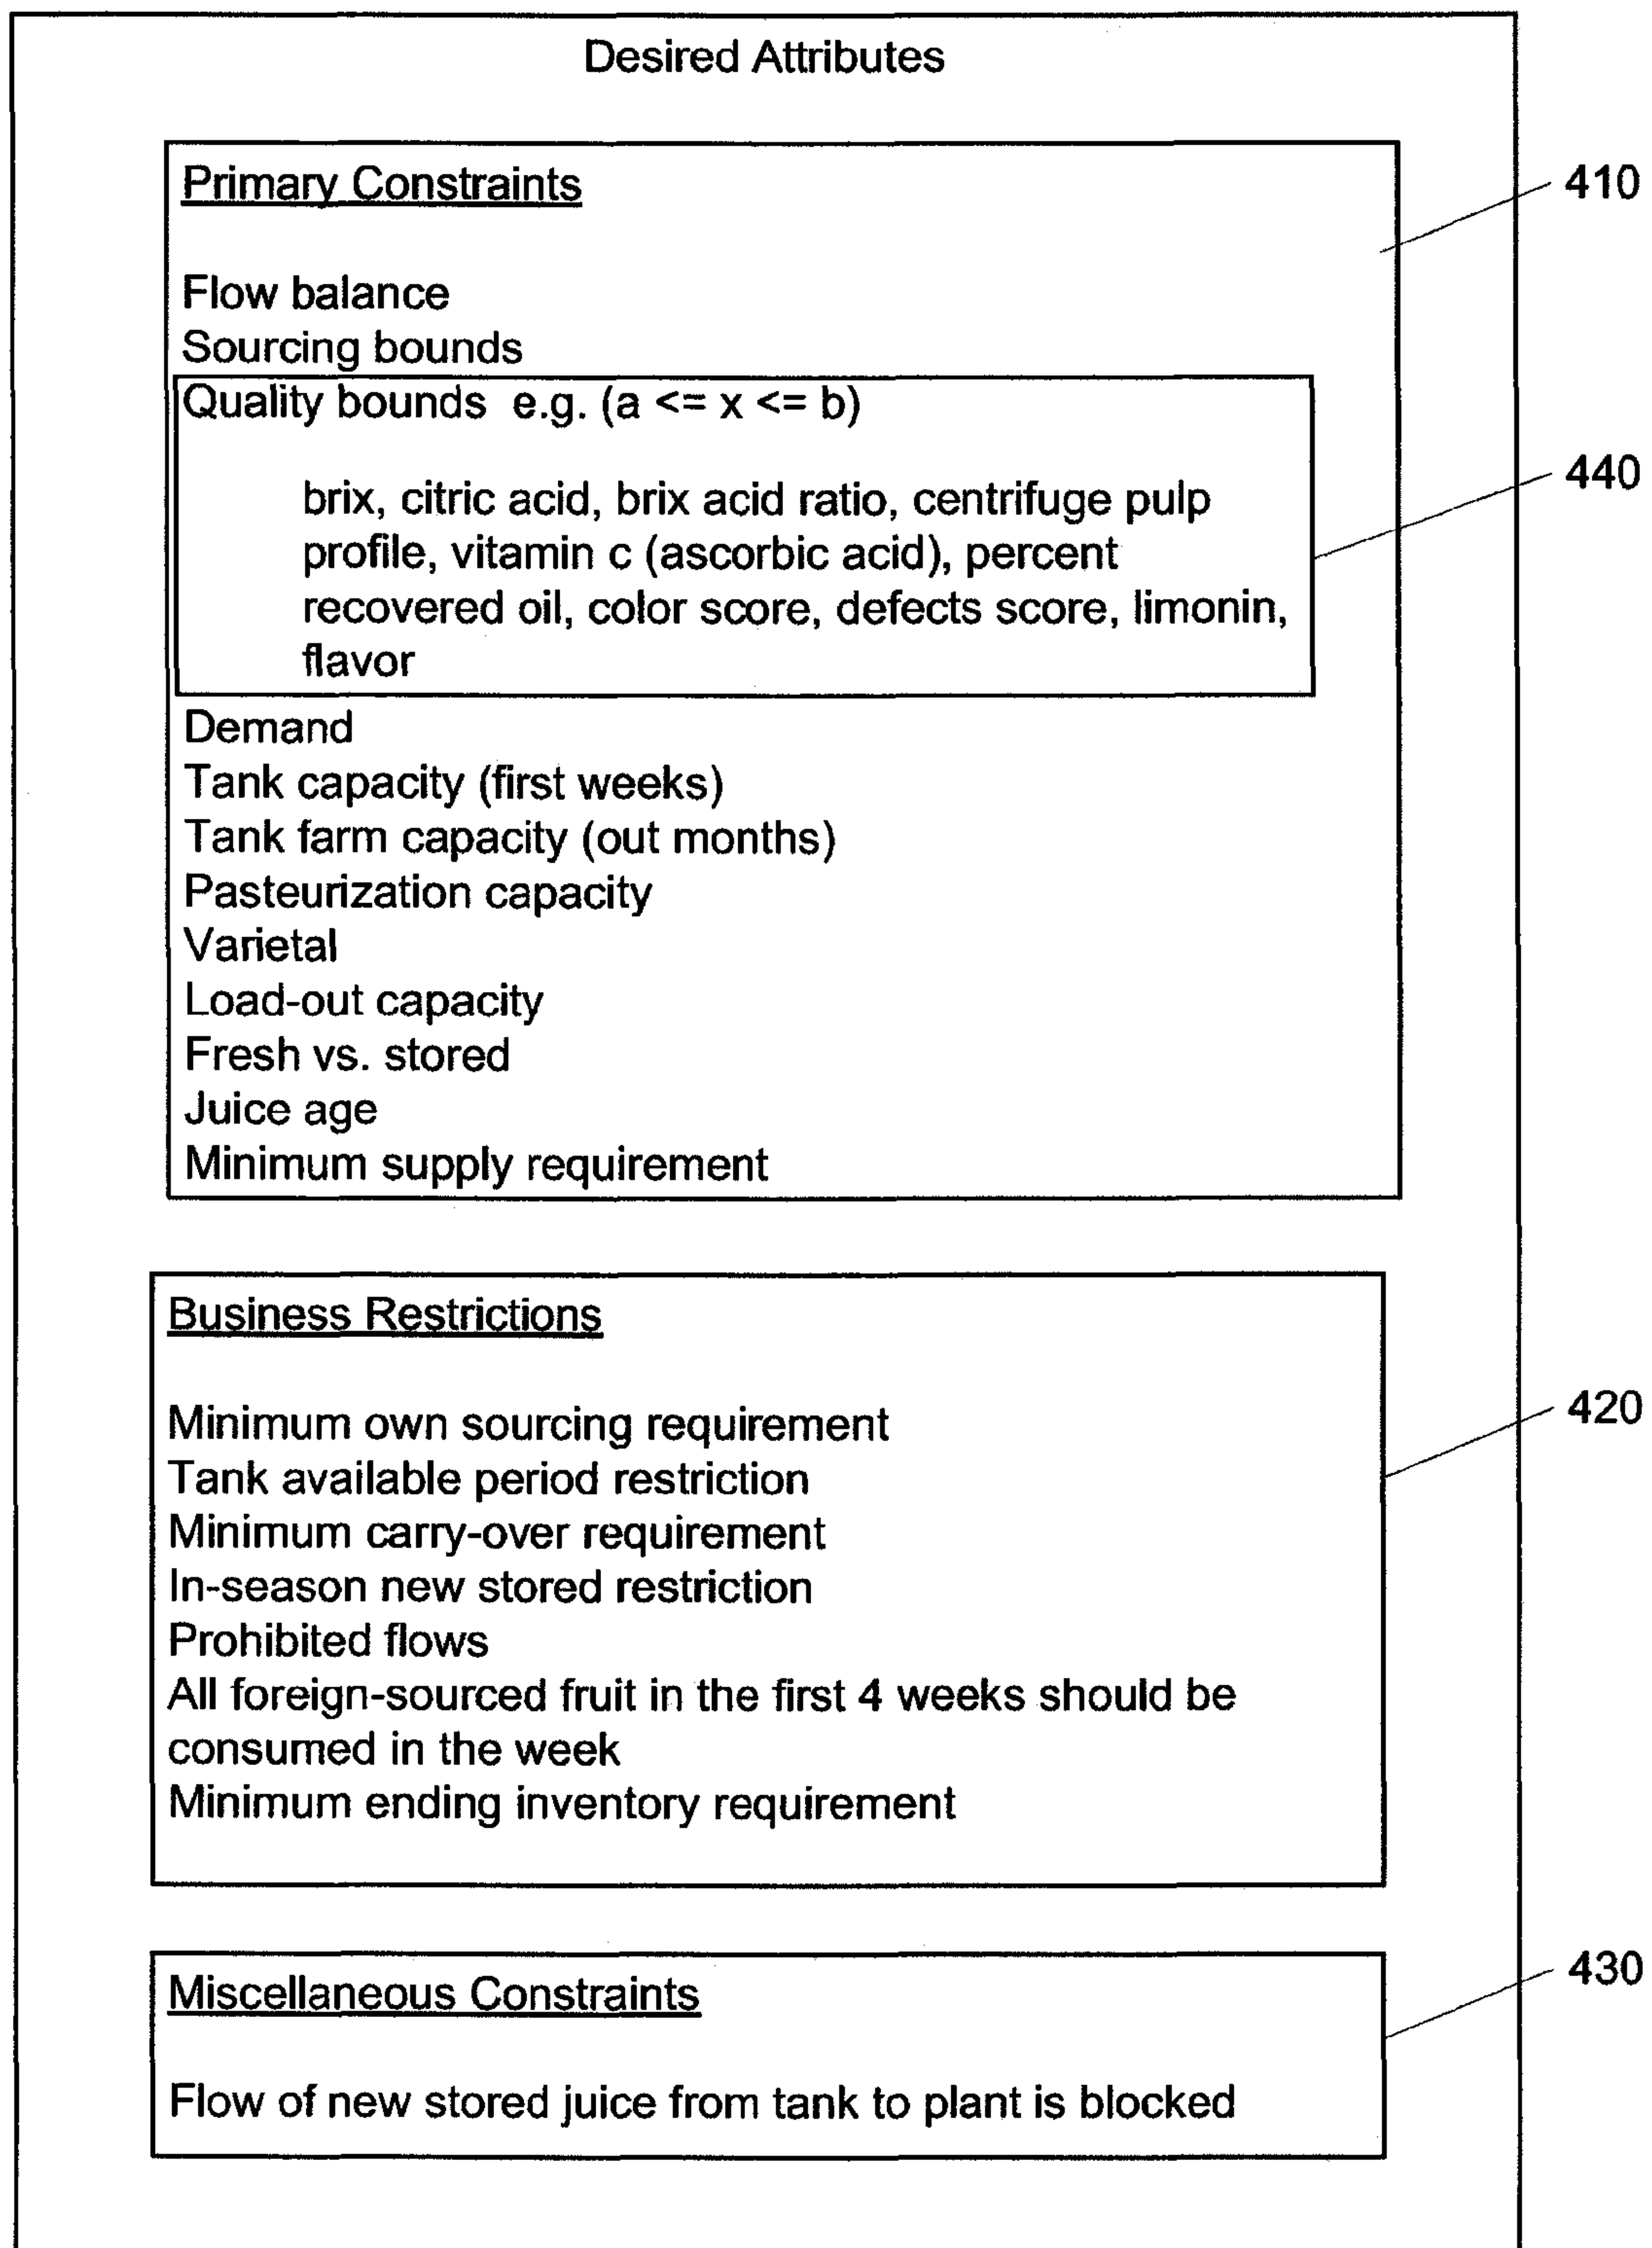 Desired Attributes
Primary Constraints
410
Flow balance
Sourcing bounds
Quality bounds e.g. (a <= x <= b)
440
brix, citric acid, brix acid ratio, centrifuge pulp
profile, vitamin c (ascorbic acid), percent
recovered oil, color score, defects score, limonin,
flavor
Demand
Tank capacity (first weeks)
Tank farm capacity (out months)
Pasteurization capacity
Varietal
Load-out capacity
Fresh vs. stored
Juice age
Minimum supply requirement
Business Restrictions
420
Minimum own sourcing requirement
Tank available period restriction
Minimum carry-over requirement
In-season new stored restriction
Prohibited flows
All foreign-sourced fruit in the first 4 weeks should be
consumed in the week
Minimum ending inventory requirement
Miscellaneous Constraints
430
Flow of new stored juice from tank to plant is blocked